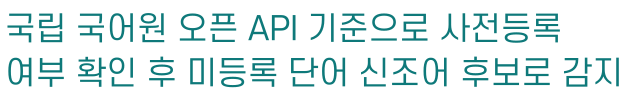 국립 국어원 오픈 API 기준으로 사전등록
여부 확인 후 미등록 단어 신조어 후보로 감지